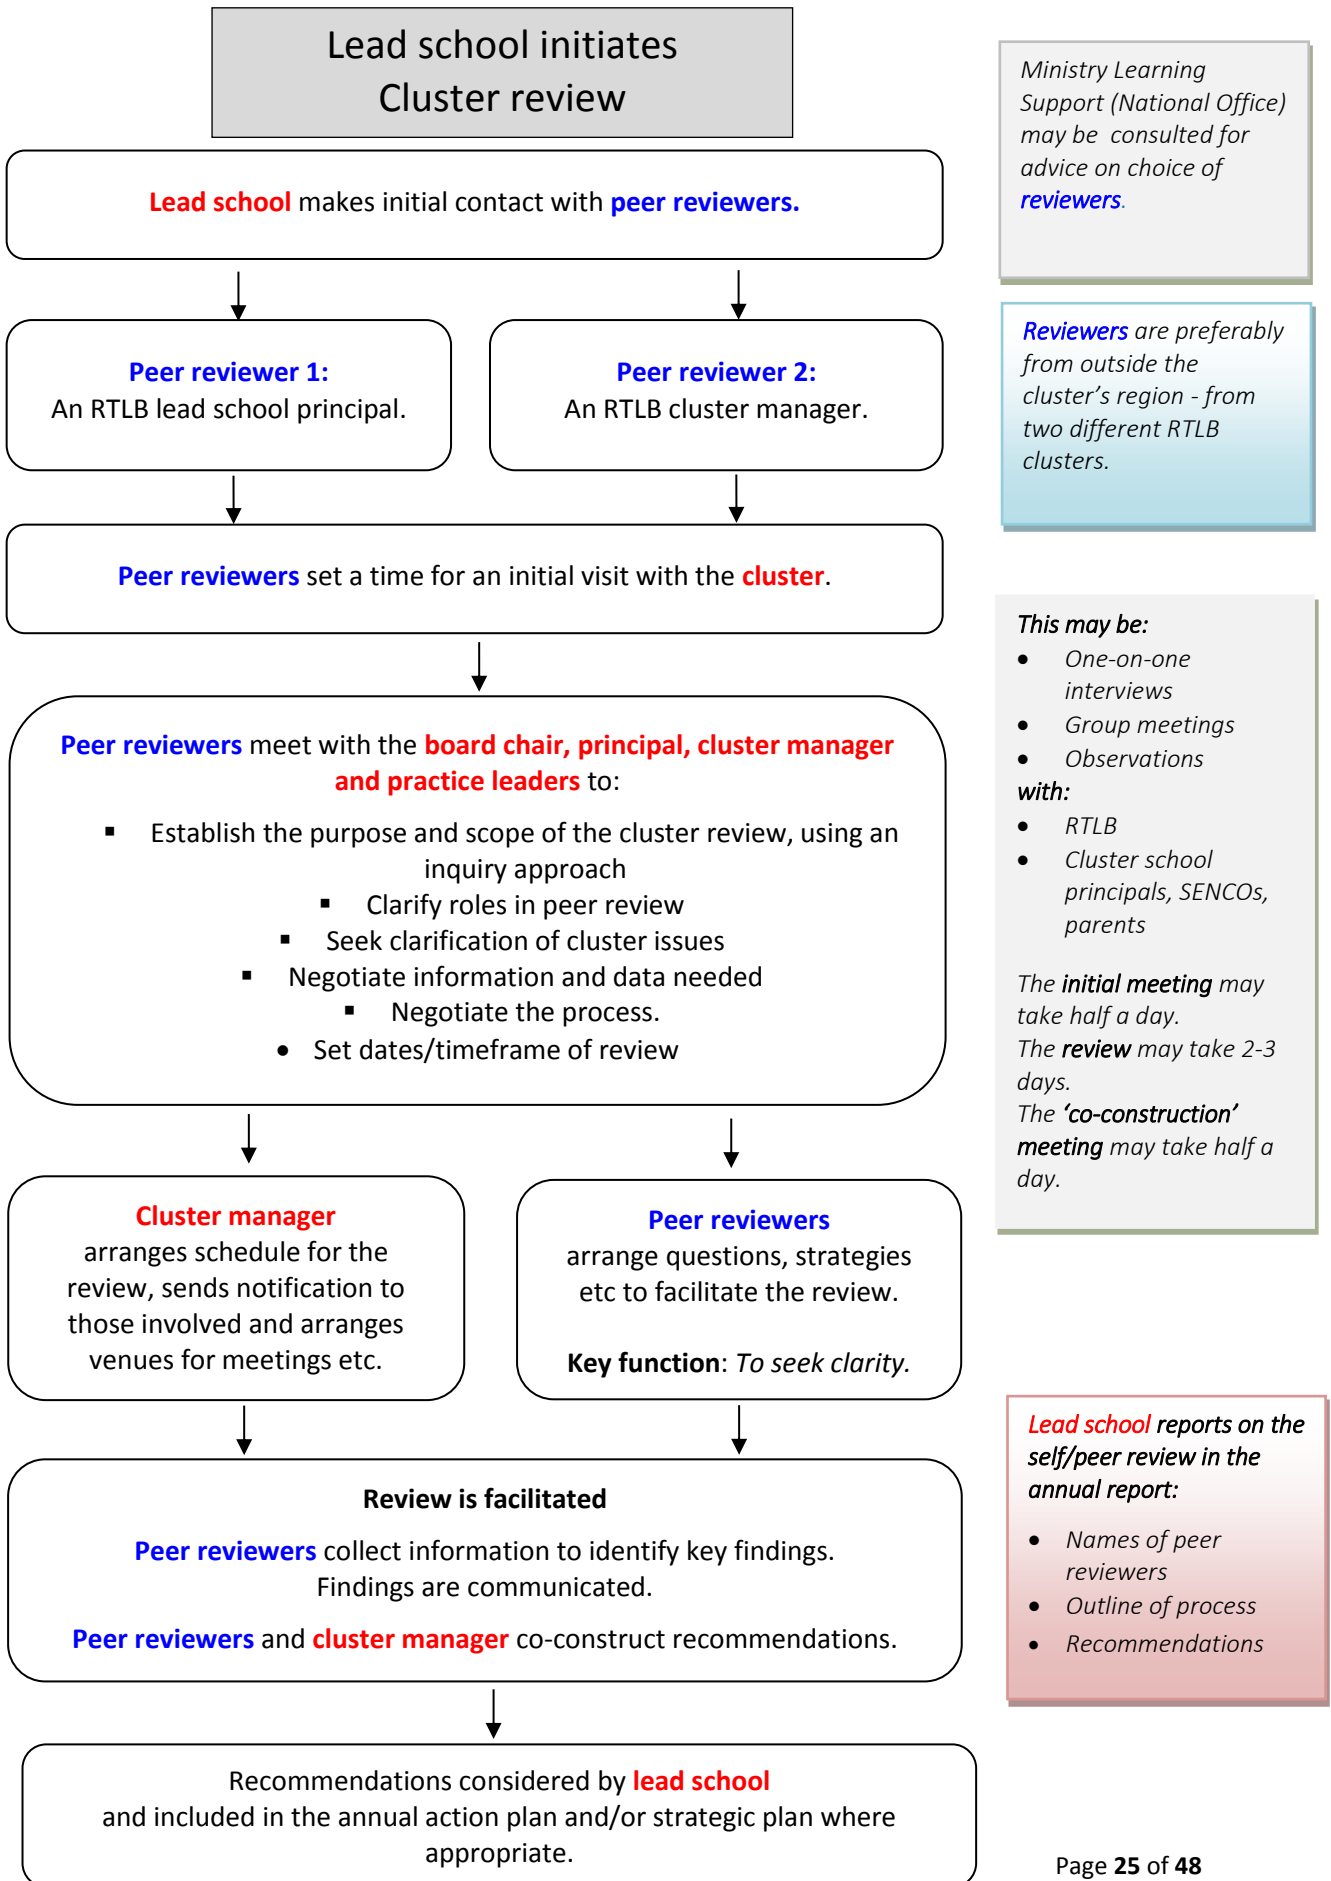 Lead school initiates
Cluster review
Lead school makes initial contact with peer reviewers.
Peer reviewer 1:
An RTLB lead school principal.
Peer reviewer 2:
An RTLB cluster manager.
Peer reviewers set a time for an initial visit with the cluster.
Peer reviewers meet with the board chair, principal, cluster manager
and practice leaders to:
▪ Establish the purpose and scope of the cluster review, using an
inquiry approach
▪ Clarify roles in peer review
▪ Seek clarification of cluster issues
▪ Negotiate information and data needed
▪ Negotiate the process.
• Set dates/timeframe of review
Cluster manager
arranges schedule for the
review, sends notification to
those involved and arranges
venues for meetings etc.
Peer reviewers
arrange questions, strategies
etc to facilitate the review.
Key function: To seek clarity.
Review is facilitated
Peer reviewers collect information to identify key findings.
Findings are communicated.
Peer reviewers and cluster manager co-construct recommendations.
Recommendations considered by lead school
and included in the annual action plan and/or strategic plan where
appropriate.
Ministry Learning
Support (National Office)
may be consulted for
advice on choice of
reviewers.
Reviewers are preferably
from outside the
cluster's region - from
two different RTLB
clusters.
This may be:
• One-on-one
interviews
• Group meetings
• Observations
with:
• RTLB
• Cluster school
principals, SENCOs,
parents
The initial meeting may
take half a day.
The review may take 2-3
days.
The ‘co-construction’
meeting may take half a
day.
Lead school reports on the
self/peer review in the
annual report:
• Names of peer
reviewers
• Outline of process
• Recommendations
Page 25 of 48